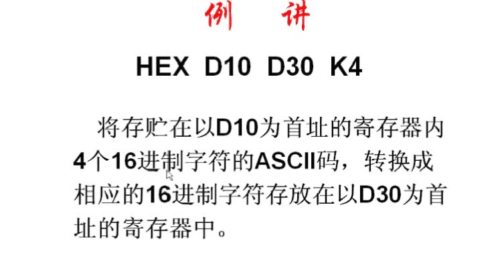 例 讲
HEX D10 D30 K4
将存贮在以D10为首址的寄存器内
4个16进制字符的ASCII码，转换成
相应的16进制字符存放在以D30为首
址的寄存器中。